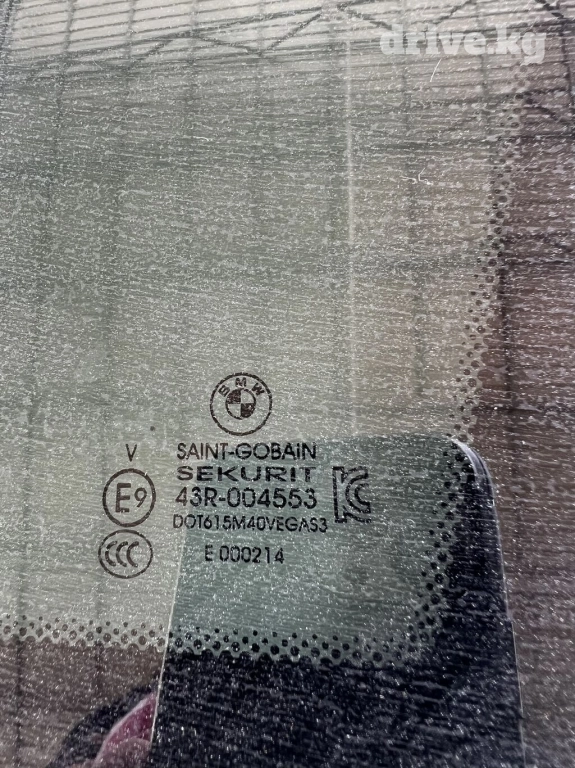 drive.kg
BMW
V SAINT-GOBAIN
SEKURIT
E9 43R-004553
DOT615M40VEGAS3
CCC E 000214